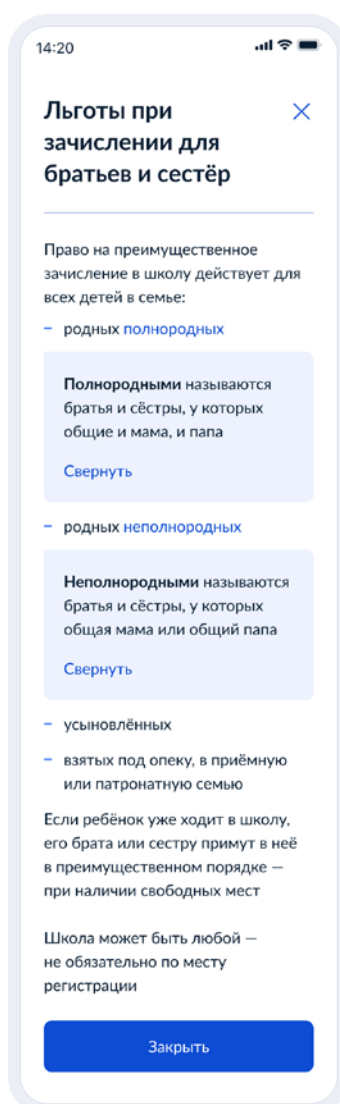 14:20
Льготы при
зачислении для
братьев и сестёр
Право на преимущественное
зачисление в школу действует для
всех детей в семье:
– родных полнородных
Полнородными называются
братья и сёстры, у которых
общие и мама, и папа
Свернуть
– родных неполнородных
Неполнородными называются
братья и сёстры, у которых
общая мама или общий папа
Свернуть
– усыновлённых
– взятых под опеку, в приёмную
или патронатную семью
Если ребёнок уже ходит в школу,
его брата или сестру примут в неё
в преимущественном порядке —
при наличии свободных мест
Школа может быть любой —
не обязательно по месту
регистрации
Закрыть